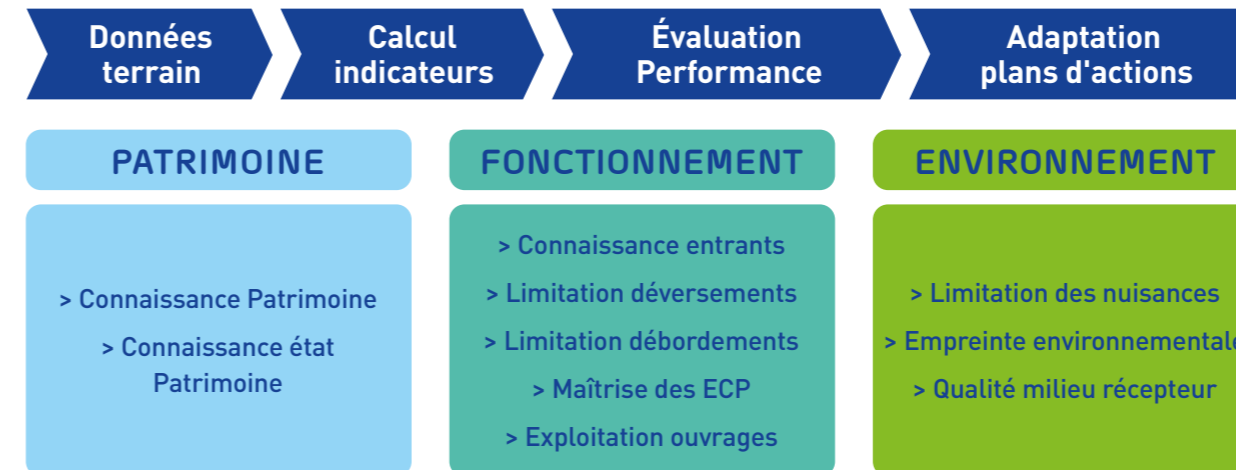 Données
terrain
Calcul
indicateurs
Évaluation
Performance
Adaptation
plans d'actions
PATRIMOINE
> Connaissance Patrimoine
> Connaissance état
Patrimoine
FONCTIONNEMENT
> Connaissance entrants
> Limitation déversements
> Limitation débordements
> Maîtrise des ECP
> Exploitation ouvrages
ENVIRONNEMENT
> Limitation des nuisances
> Empreinte environnementale
> Qualité milieu récepteur